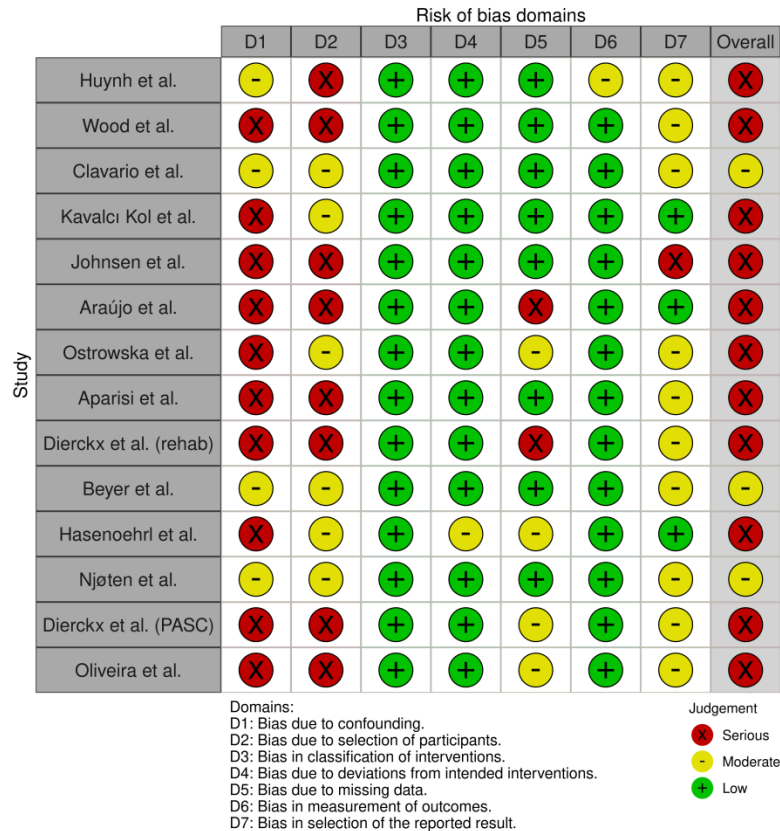 Risk of bias domains
D1 D2 D3 D4 D5 D6 D7 Overall
Huynh et al. - X + + + - - X
Wood et al. X X + + + + - X
Clavario et al. - - + + + + - -
Kavalcı Kol et al. X - + + + + + X
Johnsen et al. X X + + + + X X
Araújo et al. X X + + X + + X
Ostrowska et al. X - + + - + - X
Aparisi et al. X X + + + + - X
Dierckx et al. (rehab) X X + + X + - X
Beyer et al. - - + + + + - -
Hasenoehrl et al. X - + - - + + X
Njøten et al. - - + + + + - -
Dierckx et al. (PASC) X X + + - + - X
Oliveira et al. X X + + - + - X
Study
Domains:
D1: Bias due to confounding.
D2: Bias due to selection of participants.
D3: Bias in classification of interventions.
D4: Bias due to deviations from intended interventions.
D5: Bias due to missing data.
D6: Bias in measurement of outcomes.
D7: Bias in selection of the reported result.
Judgement
X Serious
- Moderate
+ Low